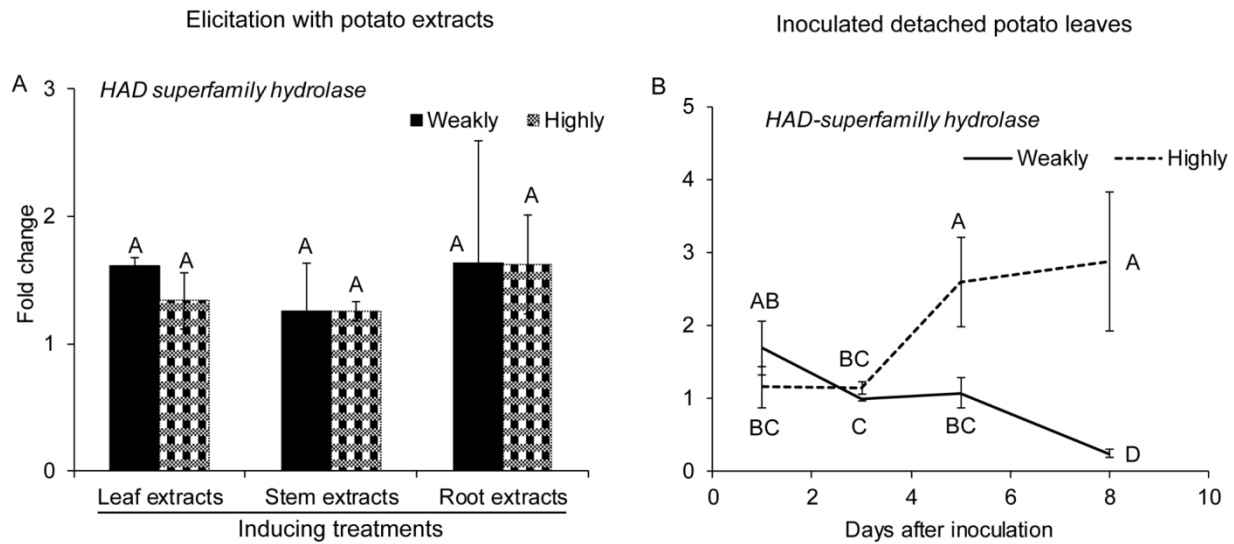 Elicitation with potato extracts
A
HAD superfamily hydrolase
Weakly Highly
3
2
1
0
Fold change
A
A
A
A
A
A
Leaf extracts Stem extracts Root extracts
Inducing treatments
Inoculated detached potato leaves
B
HAD-superfamilly hydrolase
Weakly Highly
5
4
3
2
1
0
AB
BC
BC
C
A
BC
A
D
0 2 4 6 8 10
Days after inoculation